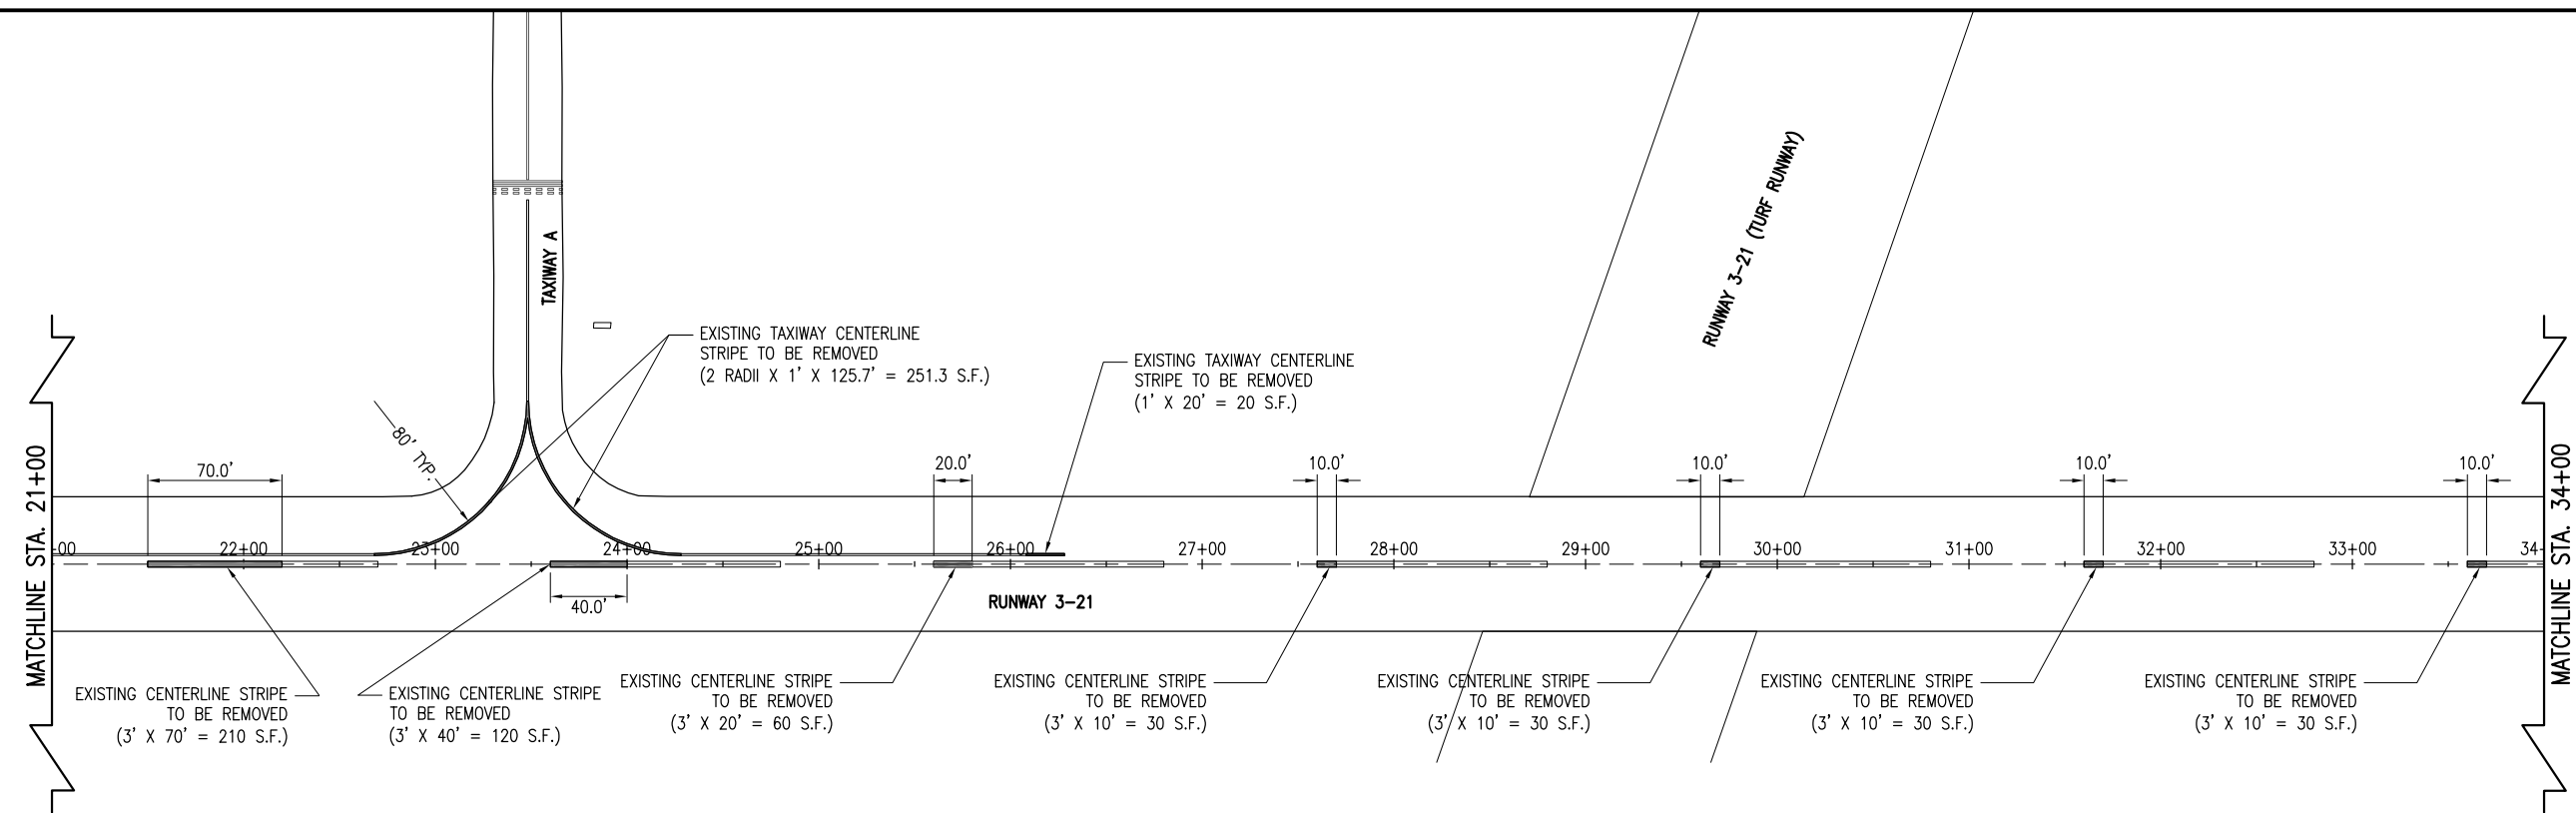 TAXIWAY A
RUNWAY 3-21 (TURF RUNWAY)
EXISTING TAXIWAY CENTERLINE
STRIPE TO BE REMOVED
(2 RADII X 1' X 125.7' = 251.3 S.F.)
EXISTING TAXIWAY CENTERLINE
STRIPE TO BE REMOVED
(1' X 20' = 20 S.F.)
80' TYP.
70.0'
20.0'
10.0'
10.0'
10.0'
10.0'
MATCHLINE STA. 21+00
MATCHLINE STA. 34+00
+00
22+00
23+00
24+00
25+00
26+00
27+00
28+00
29+00
30+00
31+00
32+00
33+00
34-
40.0'
RUNWAY 3-21
EXISTING CENTERLINE STRIPE
TO BE REMOVED
(3' X 70' = 210 S.F.)
EXISTING CENTERLINE STRIPE
TO BE REMOVED
(3' X 40' = 120 S.F.)
EXISTING CENTERLINE STRIPE
TO BE REMOVED
(3' X 20' = 60 S.F.)
EXISTING CENTERLINE STRIPE
TO BE REMOVED
(3' X 10' = 30 S.F.)
EXISTING CENTERLINE STRIPE
TO BE REMOVED
(3' X 10' = 30 S.F.)
EXISTING CENTERLINE STRIPE
TO BE REMOVED
(3' X 10' = 30 S.F.)
EXISTING CENTERLINE STRIPE
TO BE REMOVED
(3' X 10' = 30 S.F.)